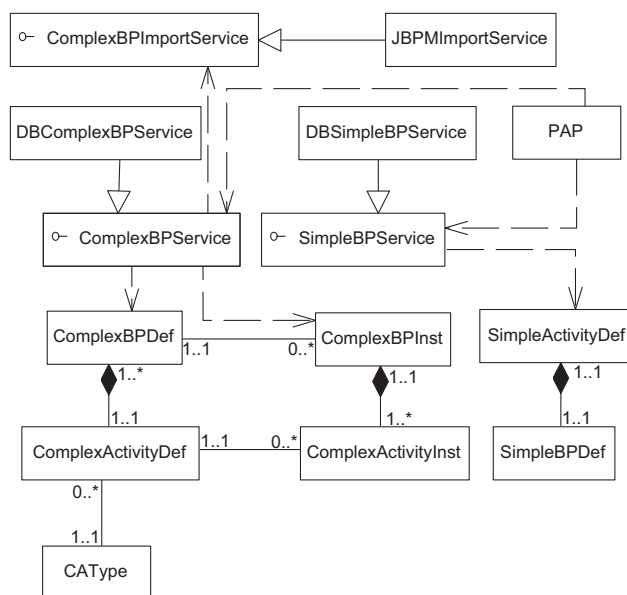 ComplexBPImportService
JBPMImportService
DBComplexBPService
DBSimpleBPService
PAP
ComplexBPService
SimpleBPService
ComplexBPDef
1..1
0..*
ComplexBPInst
SimpleActivityDef
1..*
1..1
1..1
1..1
1..*
1..1
ComplexActivityDef
1..1
0..*
ComplexActivityInst
SimpleBPDef
0..*
1..1
CAType